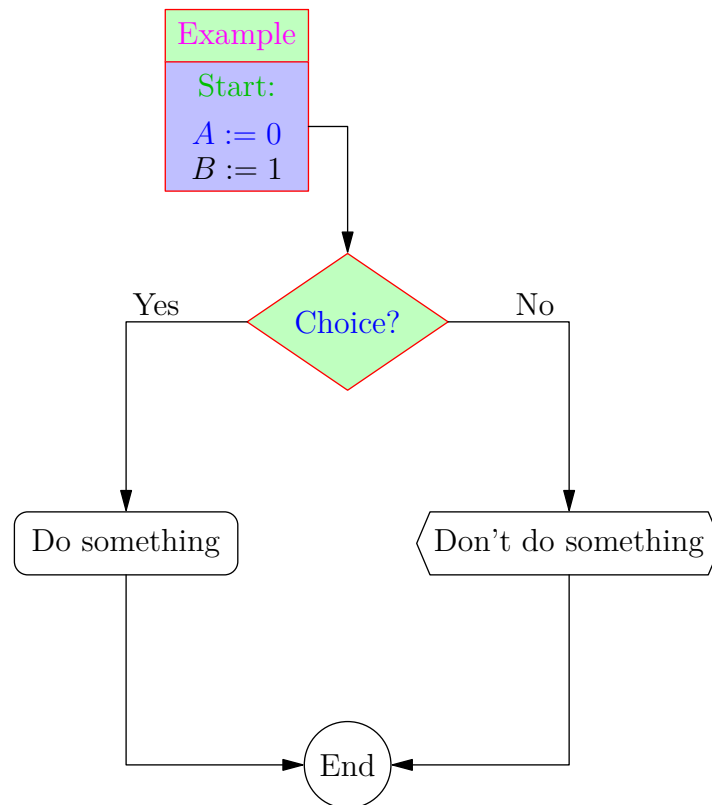 Example
Start:
A := 0
B := 1
Choice?
Yes
No
Do something
Don't do something
End